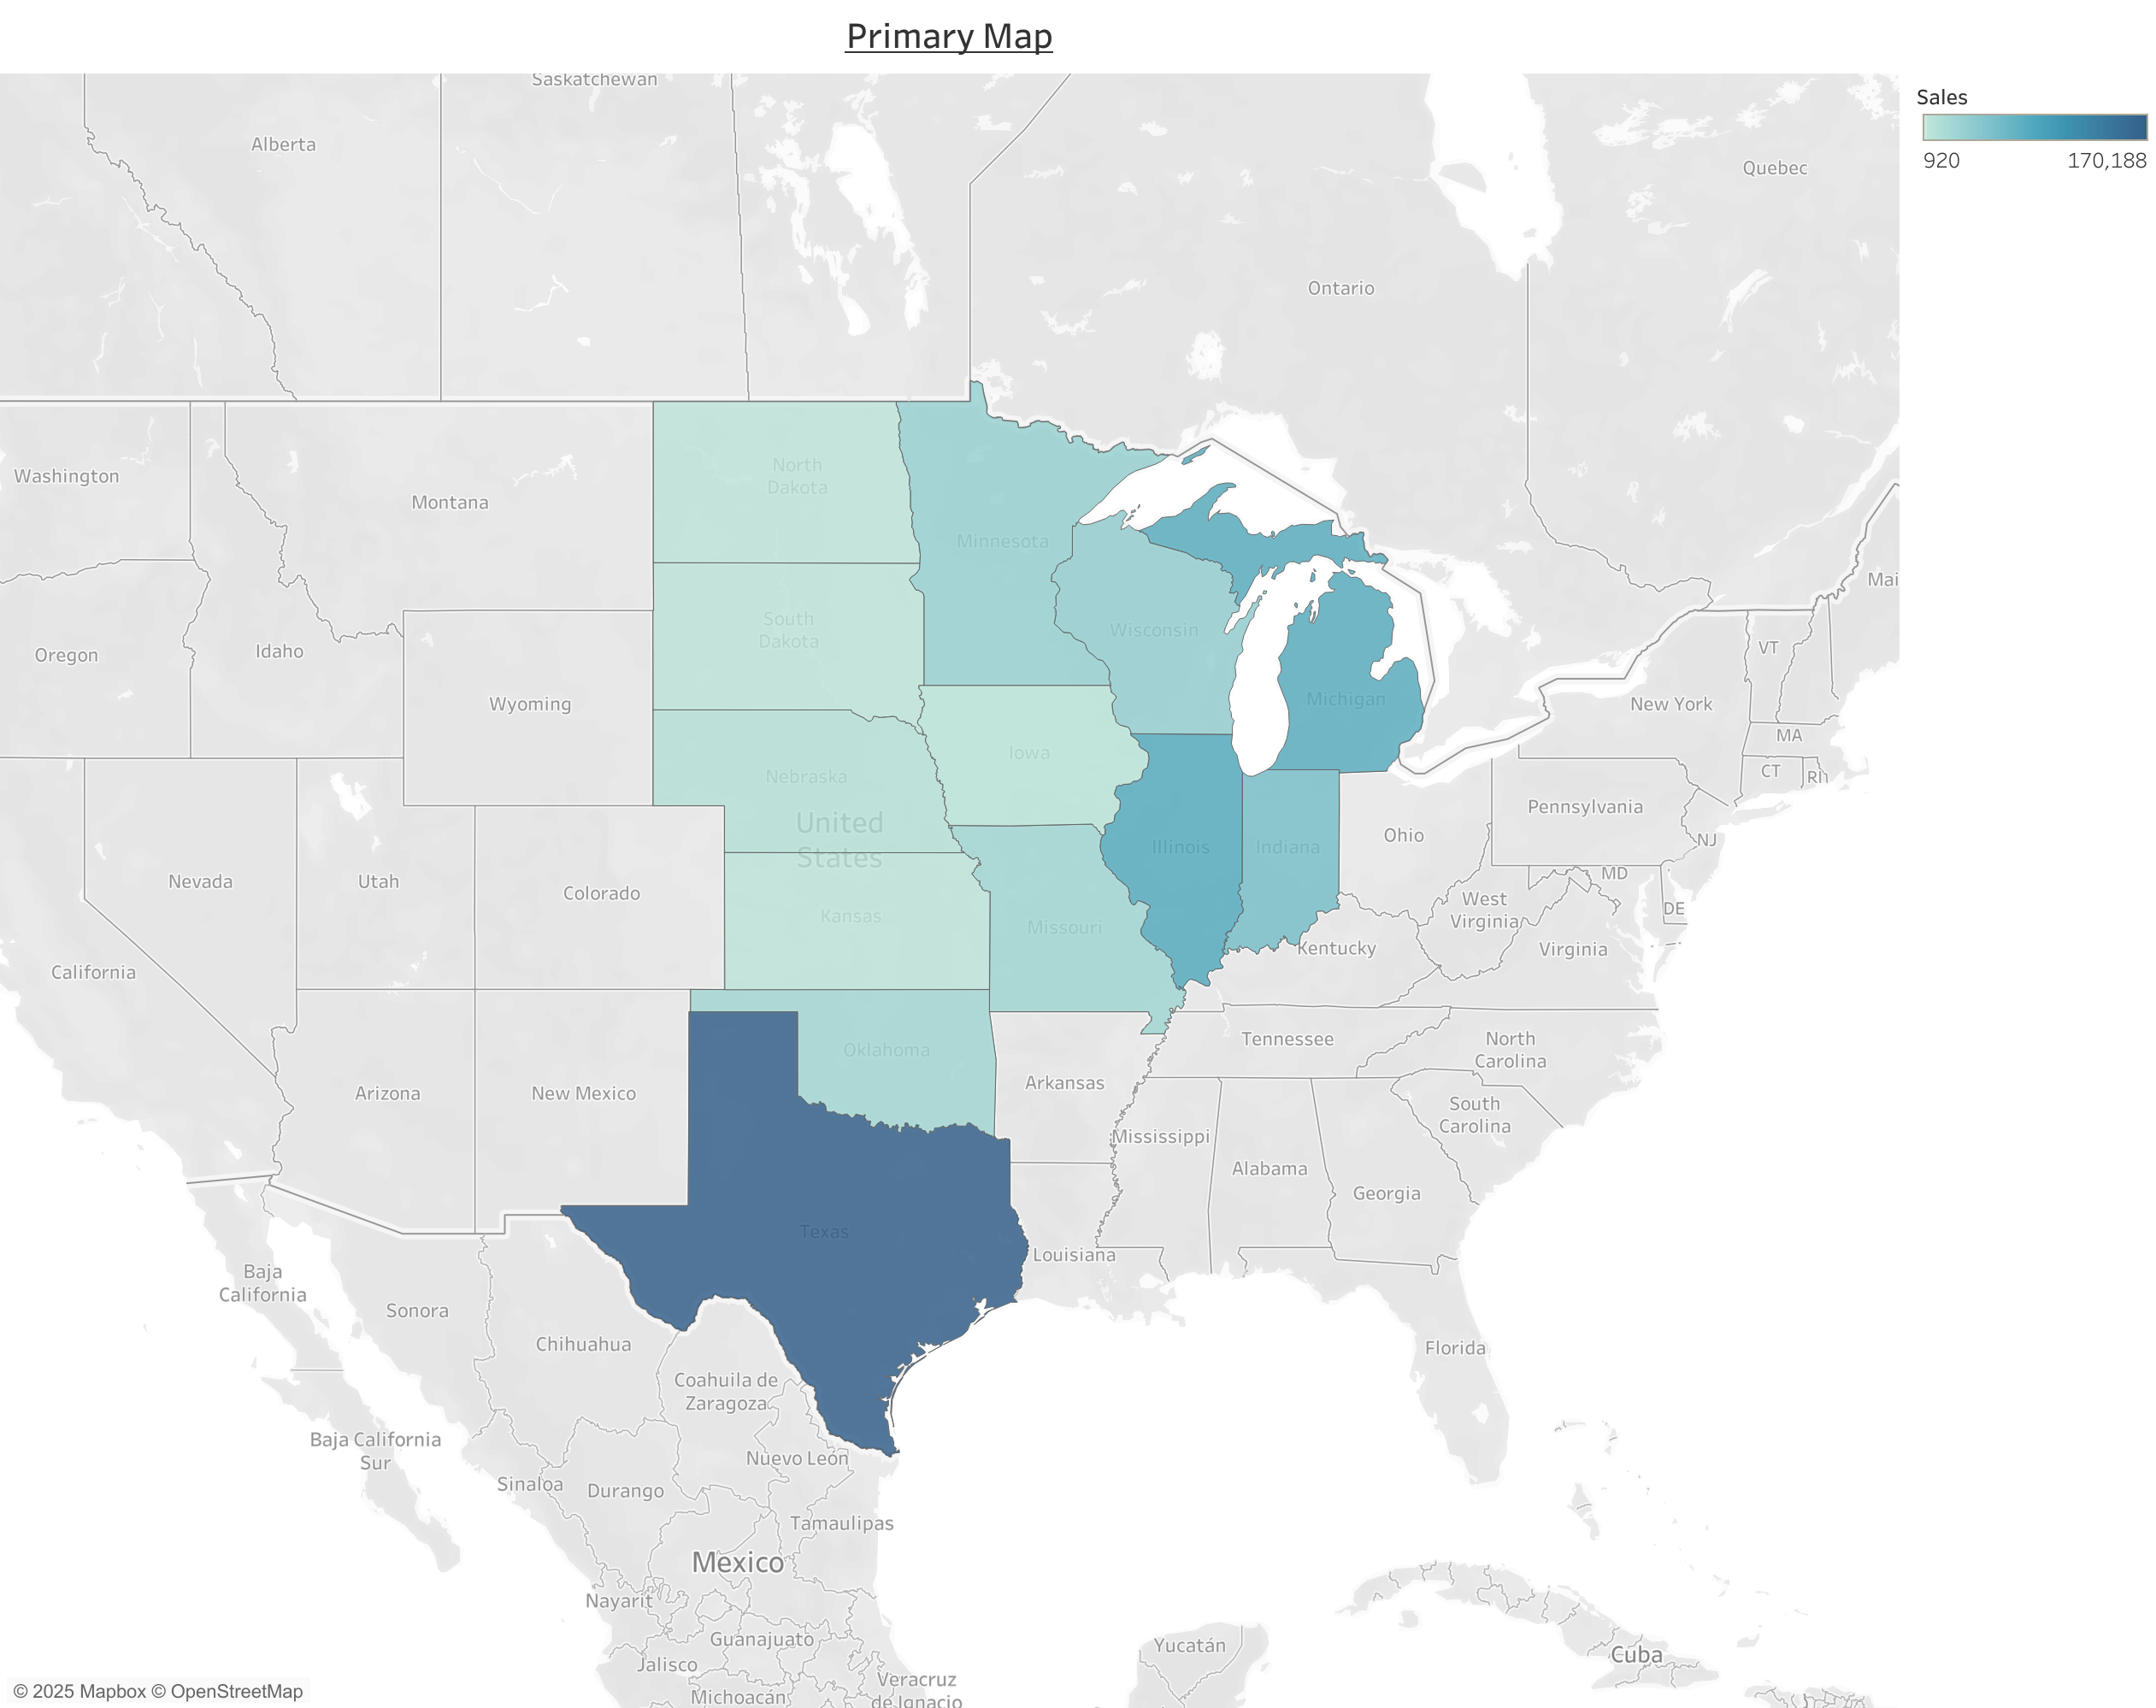 Primary Map
Sales
920
170,188
Saskatchewan
Alberta
Quebec
Ontario
Washington
Montana
North
Dakota
Minnesota
Mai
Oregon
Idaho
South
Dakota
Wisconsin
VT
Wyoming
Michigan
New York
MA
Iowa
Nebraska
CT
RI
Pennsylvania
United
States
Ohio
Illinois
Indiana
NJ
Nevada
Utah
Colorado
MD
West
Virginia
DE
Kansas
Missouri
Kentucky
Virginia
California
Tennessee
North
Carolina
Oklahoma
Arkansas
Arizona
New Mexico
South
Carolina
Mississippi
Alabama
Georgia
Texas
Louisiana
Baja
California
Sonora
Chihuahua
Florida
Coahuila de
Zaragoza
Baja California
Sur
Nuevo León
Sinaloa
Durango
Tamaulipas
Mexico
Nayarit
Guanajuato
Yucatán
Cuba
Jalisco
Veracruz
de Ignacio
Michoacán
© 2025 Mapbox © OpenStreetMap